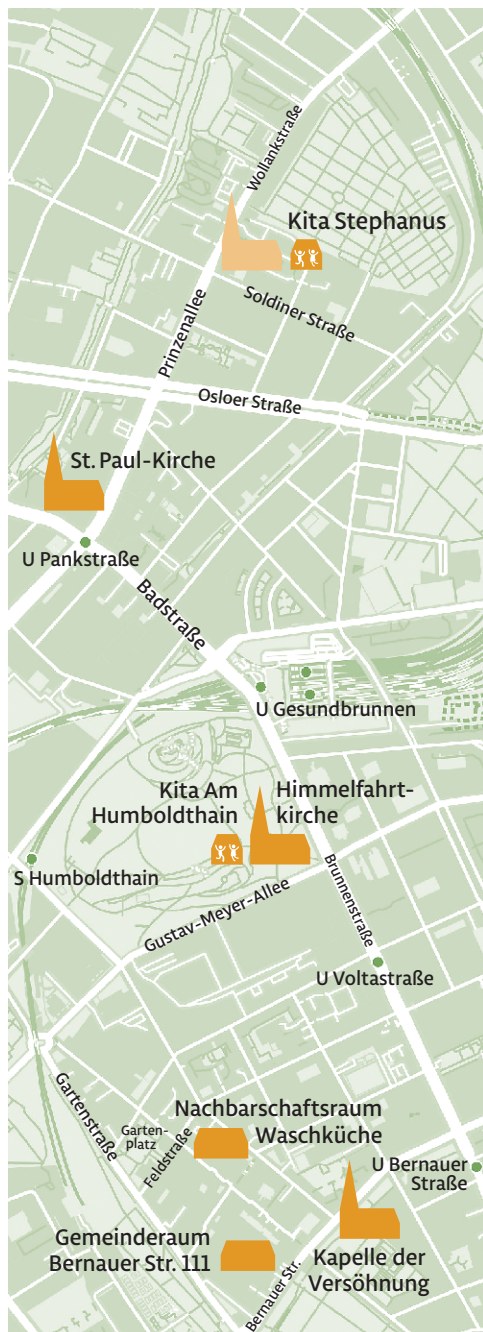 Wollankstraße
Kita Stephanus
Soldiner Straße
Prinzenallee
Osloer Straße
St. Paul-Kirche
U Pankstraße
Badstraße
U Gesundbrunnen
Kita Am
Humboldthain
Himmelfahrt-
kirche
S Humboldthain
Gustav-Meyer-Allee
Brunnenstraße
U Voltastraße
Gartenstraße
Garten-
platz
Feldstraße
Nachbarschaftsraum
Waschküche
U Bernauer
Straße
Gemeinderaum
Bernauer Str. 111
Bernauer Str.
Kapelle der
Versöhnung